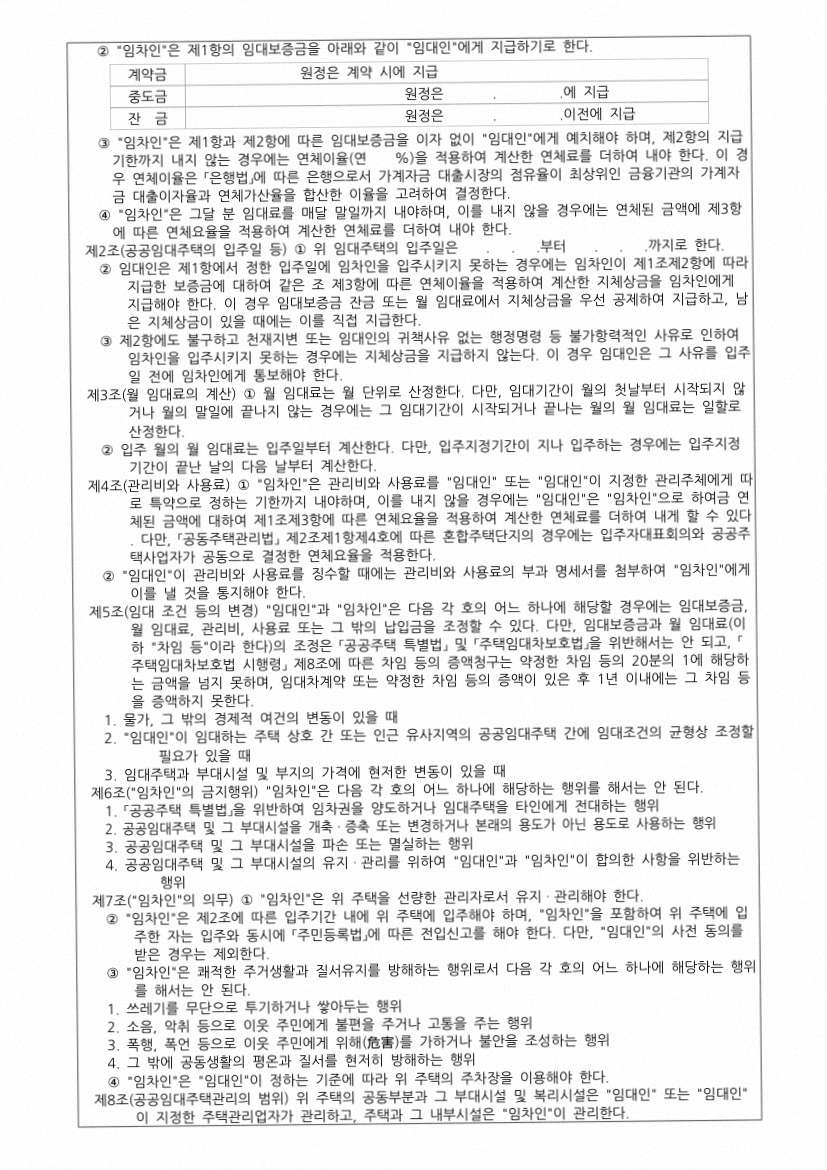 ② "임차인"은 제1항의 임대보증금을 아래와 같이 "임대인"에게 지급하기로 한다.
계약금 원정은 계약 시에 지급
중도금 원정은 . .에 지급
잔 금 원정은 . .이전에 지급
③ "임차인"은 제1항과 제2항에 따른 임대보증금을 이자 없이 "임대인"에게 예치해야 하며, 제2항의 지급
기한까지 내지 않는 경우에는 연체이율(연 %)을 적용하여 계산한 연체료를 더하여 내야 한다. 이 경
우 연체이율은 「은행법」에 따른 은행으로서 가계자금 대출시장의 점유율이 최상위인 금융기관의 가계자
금 대출이자율과 연체가산율을 합산한 이율을 고려하여 결정한다.
④ "임차인"은 그달 분 임대료를 매달 말일까지 내야하며, 이를 내지 않을 경우에는 연체된 금액에 제3항
에 따른 연체요율을 적용하여 계산한 연체료를 더하여 내야 한다.
제2조(공공임대주택의 입주일 등) ① 위 임대주택의 입주일은 . . .부터 . . .까지로 한다.
② 임대인은 제1항에서 정한 입주일에 임차인을 입주시키지 못하는 경우에는 임차인이 제1조제2항에 따라
지급한 보증금에 대하여 같은 조 제3항에 따른 연체이율을 적용하여 계산한 지체상금을 임차인에게
지급해야 한다. 이 경우 임대보증금 잔금 또는 월 임대료에서 지체상금을 우선 공제하여 지급하고, 남
은 지체상금이 있을 때에는 이를 직접 지급한다.
③ 제2항에도 불구하고 천재지변 또는 임대인의 귀책사유 없는 행정명령 등 불가항력적인 사유로 인하여
임차인을 입주시키지 못하는 경우에는 지체상금을 지급하지 않는다. 이 경우 임대인은 그 사유를 입주
일 전에 임차인에게 통보해야 한다.
제3조(월 임대료의 계산) ① 월 임대료는 월 단위로 산정한다. 다만, 임대기간이 월의 첫날부터 시작되지 않
거나 월의 말일에 끝나지 않는 경우에는 그 임대기간이 시작되거나 끝나는 월의 월 임대료는 일할로
산정한다.
② 입주 월의 월 임대료는 입주일부터 계산한다. 다만, 입주지정기간이 지나 입주하는 경우에는 입주지정
기간이 끝난 날의 다음 날부터 계산한다.
제4조(관리비와 사용료) ① "임차인"은 관리비와 사용료를 "임대인" 또는 "임대인"이 지정한 관리주체에게 따
로 특약으로 정하는 기한까지 내야하며, 이를 내지 않을 경우에는 "임대인"은 "임차인"으로 하여금 연
체된 금액에 대하여 제1조제3항에 따른 연체요율을 적용하여 계산한 연체료를 더하여 내게 할 수 있다
. 다만, 「공동주택관리법」 제2조제1항제4호에 따른 혼합주택단지의 경우에는 입주자대표회의와 공공주
택사업자가 공동으로 결정한 연체요율을 적용한다.
② "임대인"이 관리비와 사용료를 징수할 때에는 관리비와 사용료의 부과 명세서를 첨부하여 "임차인"에게
이를 낼 것을 통지해야 한다.
제5조(임대 조건 등의 변경) "임대인"과 "임차인"은 다음 각 호의 어느 하나에 해당할 경우에는 임대보증금,
월 임대료, 관리비, 사용료 또는 그 밖의 납입금을 조정할 수 있다. 다만, 임대보증금과 월 임대료(이
하 "차임 등"이라 한다)의 조정은 「공공주택 특별법」 및 「주택임대차보호법」을 위반해서는 안 되고, 「
주택임대차보호법 시행령」 제8조에 따른 차임 등의 증액청구는 약정한 차임 등의 20분의 1에 해당하
는 금액을 넘지 못하며, 임대차계약 또는 약정한 차임 등의 증액이 있은 후 1년 이내에는 그 차임 등
을 증액하지 못한다.
1. 물가, 그 밖의 경제적 여건의 변동이 있을 때
2. "임대인"이 임대하는 주택 상호 간 또는 인근 유사지역의 공공임대주택 간에 임대조건의 균형상 조정할
필요가 있을 때
3. 임대주택과 부대시설 및 부지의 가격에 현저한 변동이 있을 때
제6조("임차인"의 금지행위) "임차인"은 다음 각 호의 어느 하나에 해당하는 행위를 해서는 안 된다.
1. 「공공주택 특별법」을 위반하여 임차권을 양도하거나 임대주택을 타인에게 전대하는 행위
2. 공공임대주택 및 그 부대시설을 개축·증축 또는 변경하거나 본래의 용도가 아닌 용도로 사용하는 행위
3. 공공임대주택 및 그 부대시설을 파손 또는 멸실하는 행위
4. 공공임대주택 및 그 부대시설의 유지·관리를 위하여 "임대인"과 "임차인"이 합의한 사항을 위반하는
행위
제7조("임차인"의 의무) ① "임차인"은 위 주택을 선량한 관리자로서 유지·관리해야 한다.
② "임차인"은 제2조에 따른 입주기간 내에 위 주택에 입주해야 하며, "임차인"을 포함하여 위 주택에 입
주한 자는 입주와 동시에 「주민등록법」에 따른 전입신고를 해야 한다. 다만, "임대인"의 사전 동의를
받은 경우는 제외한다.
③ "임차인"은 쾌적한 주거생활과 질서유지를 방해하는 행위로서 다음 각 호의 어느 하나에 해당하는 행위
를 해서는 안 된다.
1. 쓰레기를 무단으로 투기하거나 쌓아두는 행위
2. 소음, 악취 등으로 이웃 주민에게 불편을 주거나 고통을 주는 행위
3. 폭행, 폭언 등으로 이웃 주민에게 위해(危害)를 가하거나 불안을 조성하는 행위
4. 그 밖에 공동생활의 평온과 질서를 현저히 방해하는 행위
④ "임차인"은 "임대인"이 정하는 기준에 따라 위 주택의 주차장을 이용해야 한다.
제8조(공공임대주택관리의 범위) 위 주택의 공동부분과 그 부대시설 및 복리시설은 "임대인" 또는 "임대인"
이 지정한 주택관리업자가 관리하고, 주택과 그 내부시설은 "임차인"이 관리한다.